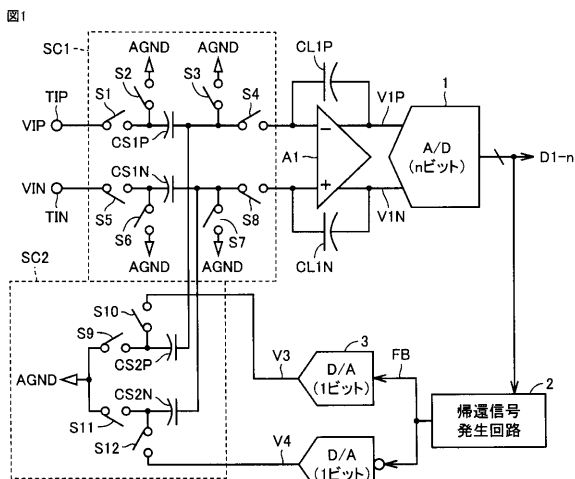 図1
SC1
AGND
AGND
CL1P
S2
S3
S1
S4
TIP
V1P
1
VIP
CS1P
A1
−
A/D
(nビット)
D1-n
CS1N
VIN
+
TIN
S5
S6
S7
S8
V1N
AGND
AGND
CL1N
SC2
S10
S9
CS2P
V3
3
FB
D/A
(1ビット)
2
AGND
CS2N
帰還信号
発生回路
S11
S12
V4
D/A
(1ビット)